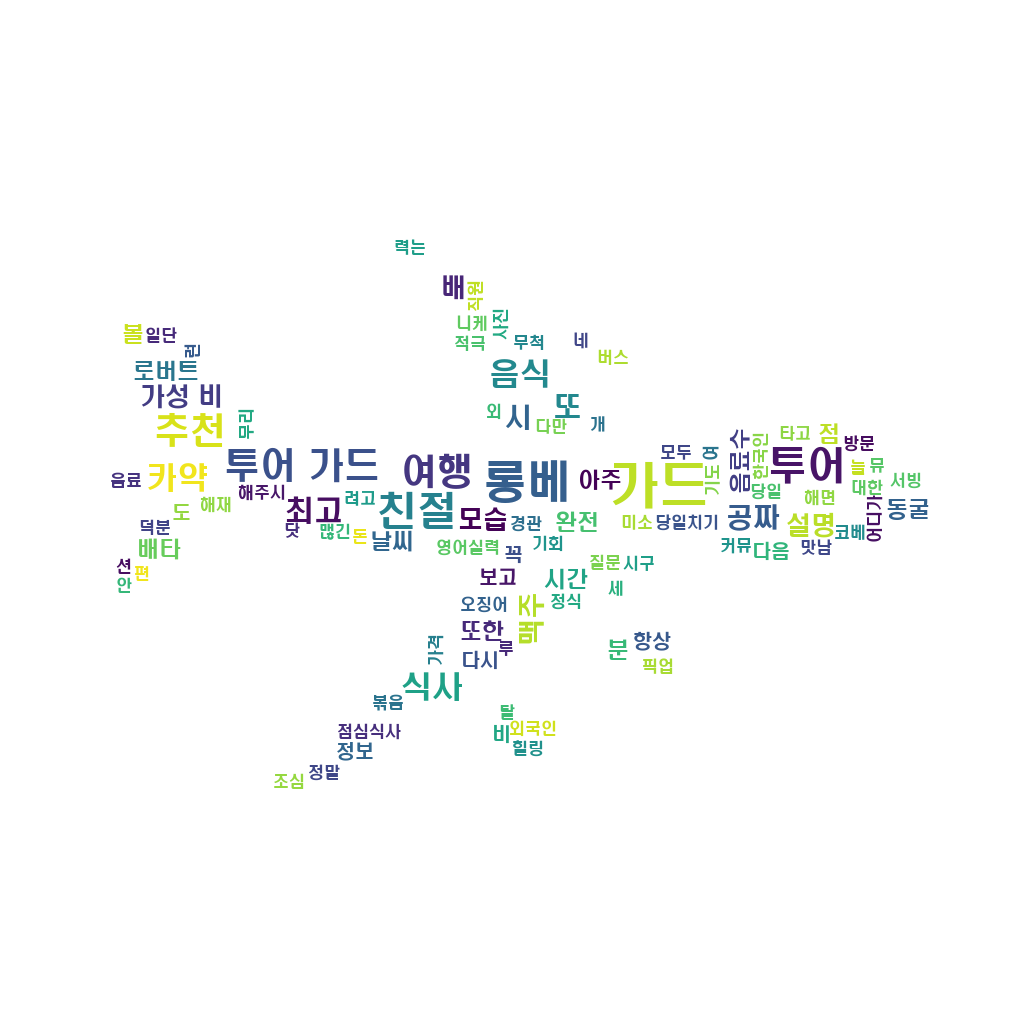 력는
배
직원
니케
사진
볼
일단
적극
무척
네
린
버스
로버트
음식
가성 비
또
시
외
다만
개
추천
무리
타고
점
방문
모두
여
음료수
한국인
투어 가드
여행
롱베
아주
가드
기도
투어
늘
뮤
음료
카약
해주시
당일
대한
서빙
려고
최고
친절
모습
해면
해재
도
닷
맺긴
돈
날씨
경관
완전
미소
당일치기
공짜
설명
코베
어디가
동굴
덕분
배타
영어실력
꼭
기회
커뮤
다음
맛남
션
편
안
보고
시간
질문
시구
세
오징어
맥주
정식
또한
루
가격
다시
문
항상
픽업
식사
볶음
탈
점심식사
비
외국인
정보
힐링
정말
조심